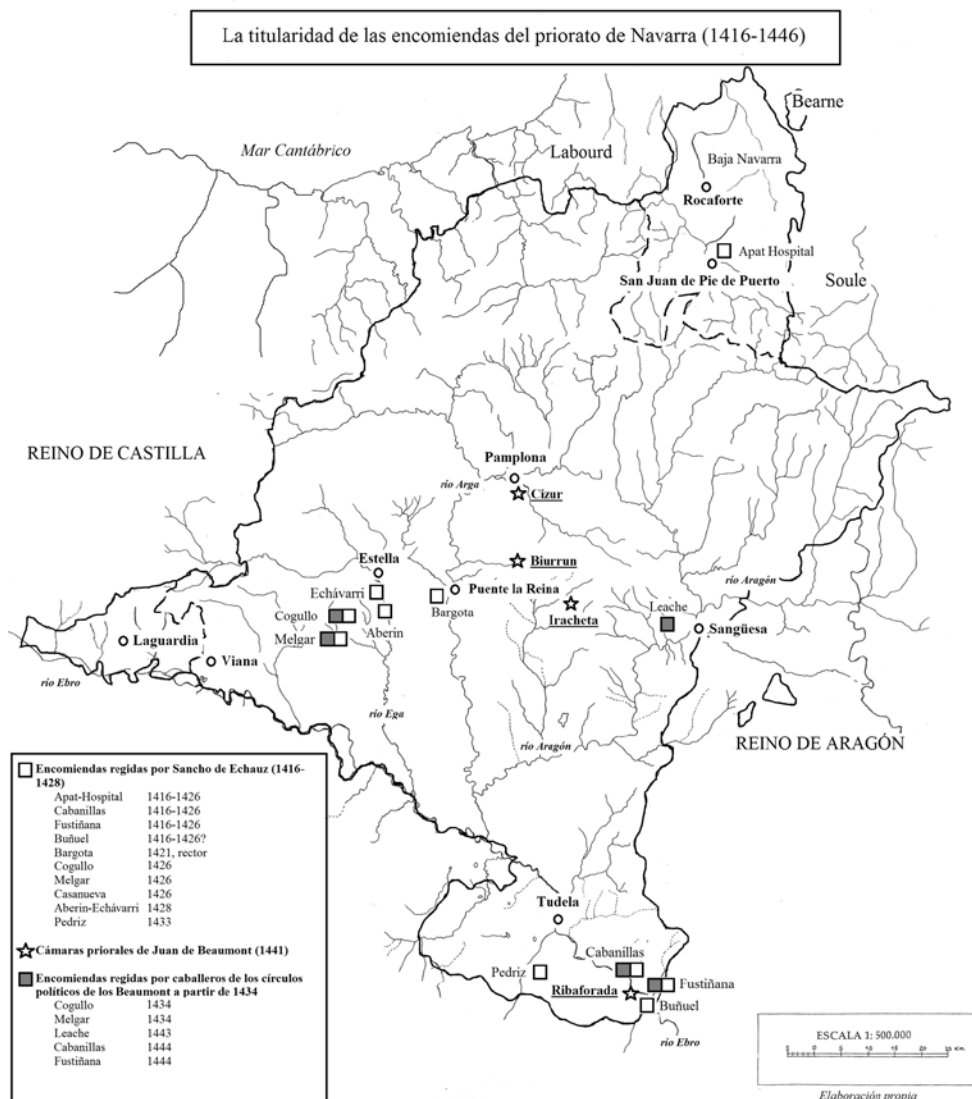 La titularidad de las encomiendas del priorato de Navarra (1416-1446)
Bearne
Mar Cantábrico
Labourd
Baja Navarra
Rocaforte
Apat Hospital
San Juan de Pie de Puerto
Soule
REINO DE CASTILLA
Pamplona
río Arga
Cizur
Estella
Biurrun
río Aragón
Echávarri
Puente la Reina
Leache
Cogullo
Bargota
Iracheta
Aberin
Sangüesa
Melgar
Laguardia
Viana
río Ebro
río Ega
río Aragón
REINO DE ARAGÓN
Encomiendas regidas por Sancho de Echauz (1416-
1428)
Apat-Hospital 1416-1426
Cabanillas 1416-1426
Fustiñana 1416-1426
Buñuel 1416-1426?
Bargota 1421, rector
Cogullo 1426
Melgar 1426
Casanueva 1426
Aberin-Echávarri 1428
Pedriz 1433
Cámaras priorales de Juan de Beaumont (1441)
Encomiendas regidas por caballeros de los círculos
políticos de los Beaumont a partir de 1434
Cogullo 1434
Melgar 1434
Leache 1443
Cabanillas 1444
Fustiñana 1444
Tudela
Cabanillas
Pedriz
Fustiñana
Ribaforada
Buñuel
río Ebro
ESCALA 1: 500.000
5 0 5 10 15 20 25 K m.
Elaboración propia